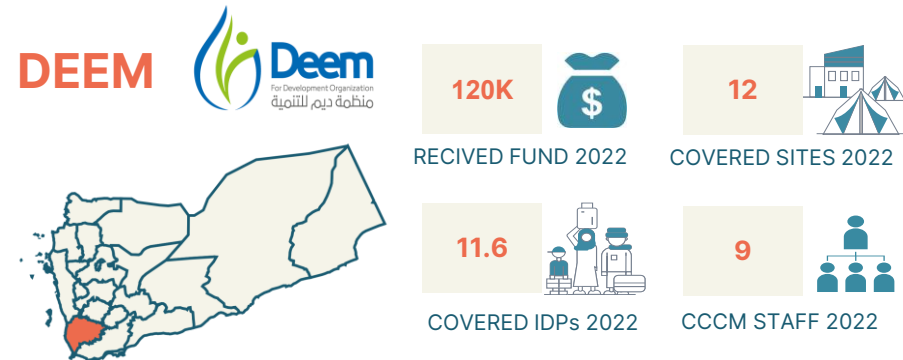 DEEM
Deem
For Development Organization
منظمة ديم للتنمية
120K
$
RECIVED FUND 2022
12
COVERED SITES 2022
11.6
COVERED IDPs 2022
9
CCCM STAFF 2022